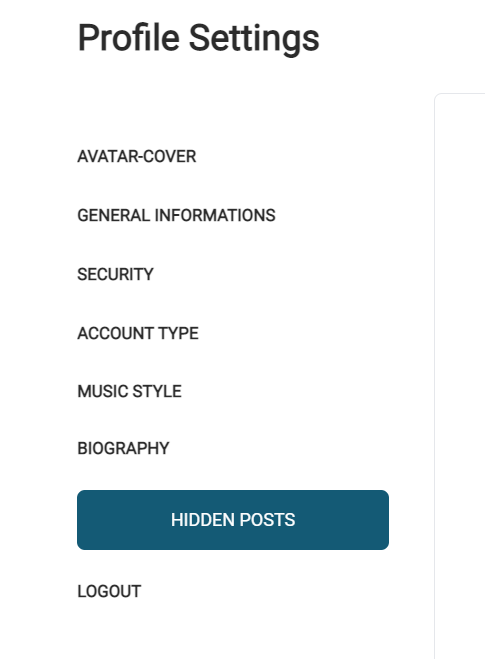 Profile Settings
AVATAR-COVER
GENERAL INFORMATIONS
SECURITY
ACCOUNT TYPE
MUSIC STYLE
BIOGRAPHY
HIDDEN POSTS
LOGOUT